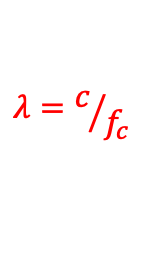 λ = c/f_c